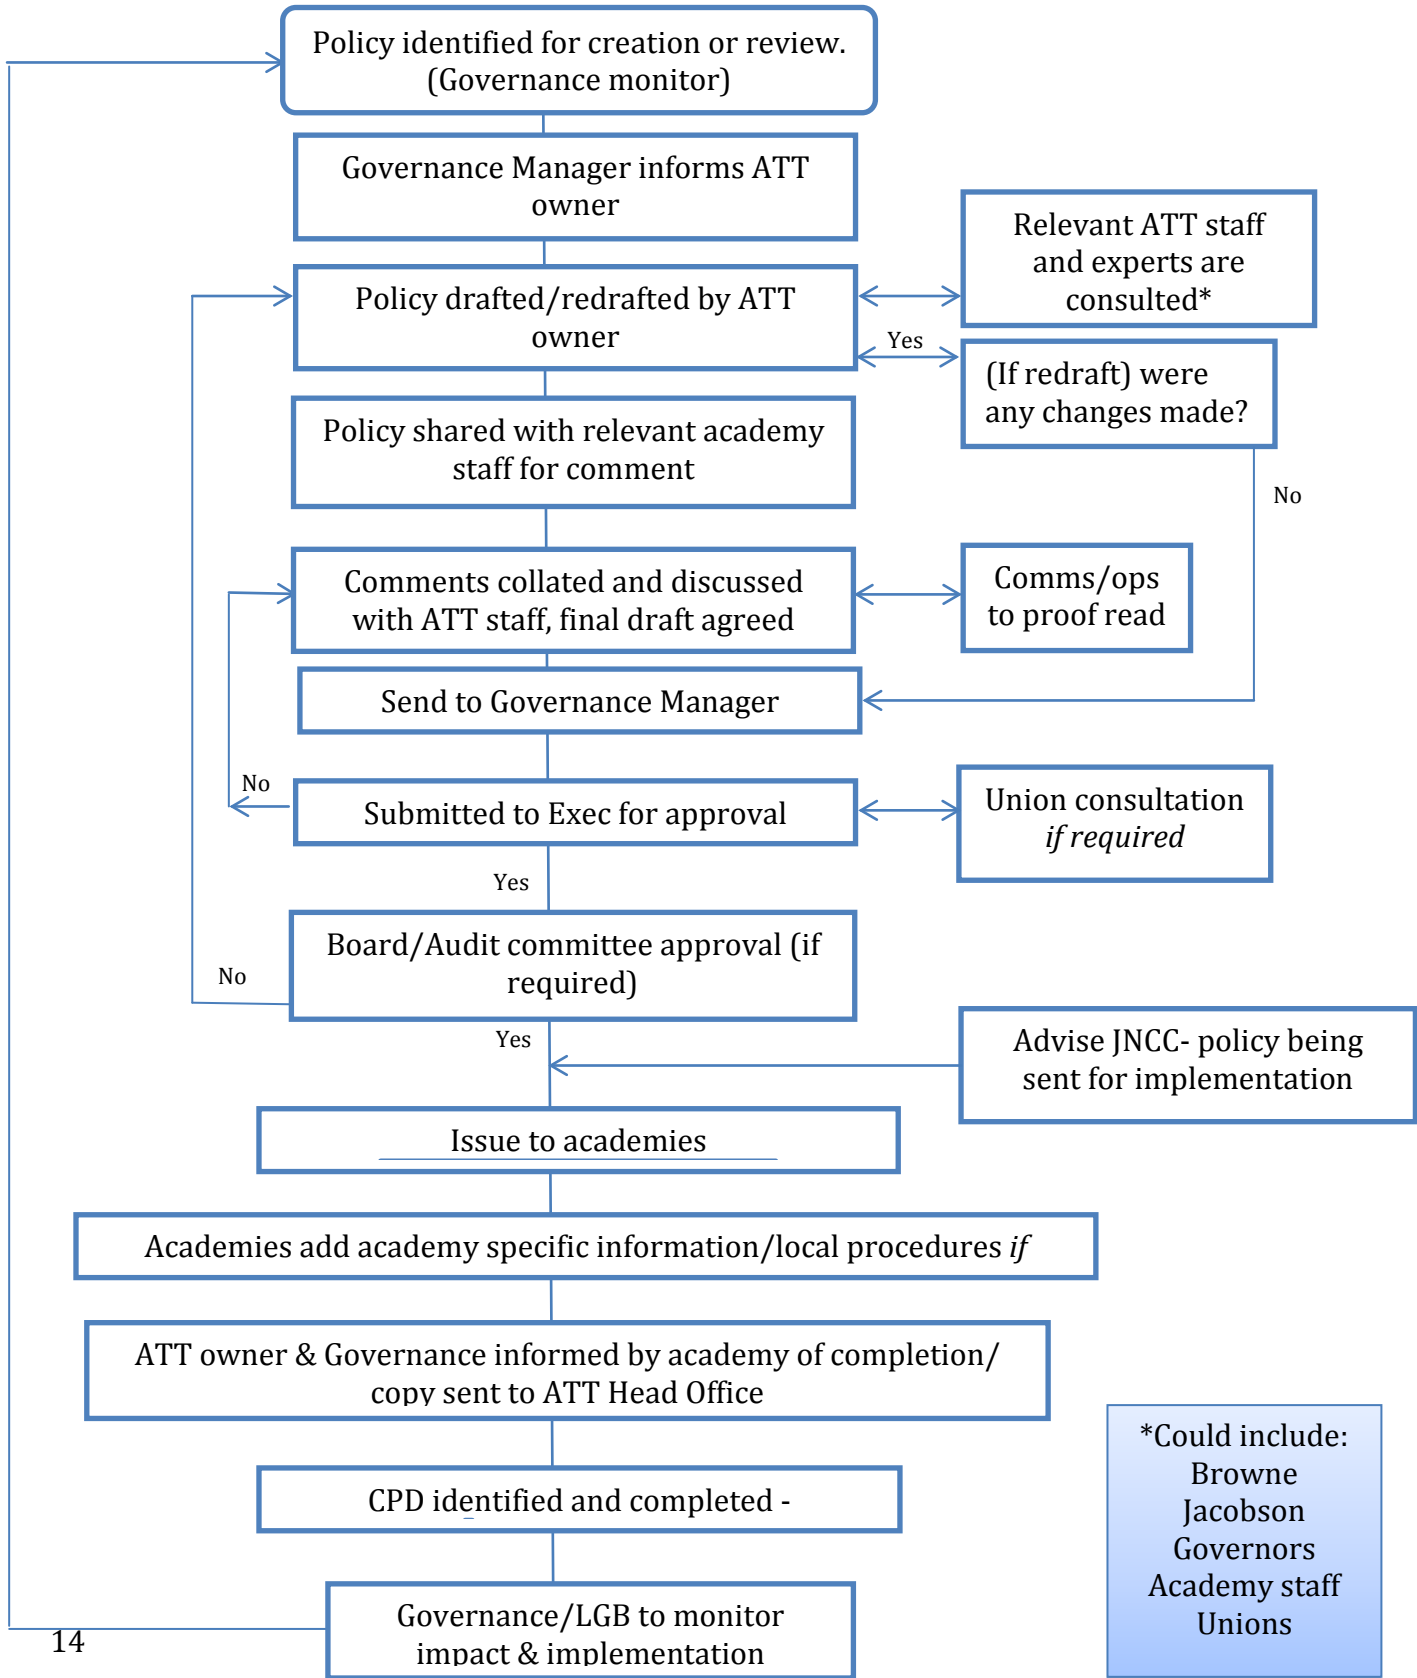 Policy identified for creation or review.
(Governance monitor)
Governance Manager informs ATT
owner
Relevant ATT staff
and experts are
consulted*
Policy drafted/redrafted by ATT
owner
Yes
(If redraft) were
any changes made?
No
Policy shared with relevant academy
staff for comment
Comments collated and discussed
with ATT staff, final draft agreed
Comms/ops
to proof read
Send to Governance Manager
No
Submitted to Exec for approval
Union consultation
if required
Yes
Board/Audit committee approval (if
required)
No
Yes
Advise JNCC- policy being
sent for implementation
Issue to academies
Academies add academy specific information/local procedures if
ATT owner & Governance informed by academy of completion/
copy sent to ATT Head Office
CPD identified and completed -
Governance/LGB to monitor
impact & implementation
*Could include:
Browne
Jacobson
Governors
Academy staff
Unions
14